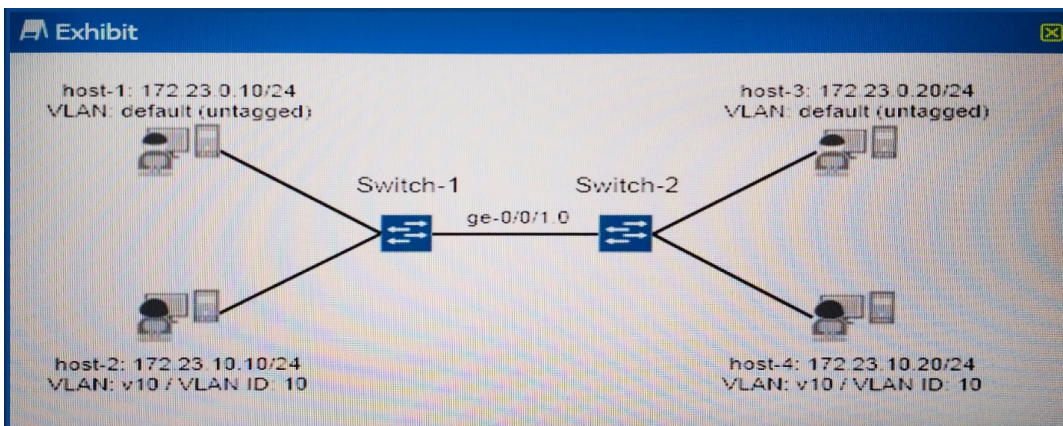 Exhibit
host-1: 172.23.0.10/24
VLAN: default (untagged)
host-3: 172.23.0.20/24
VLAN: default (untagged)
Switch-1
Switch-2
ge-0/0/1.0
host-2: 172.23.10.10/24
VLAN: v10 / VLAN ID: 10
host-4: 172.23.10.20/24
VLAN: v10 / VLAN ID: 10